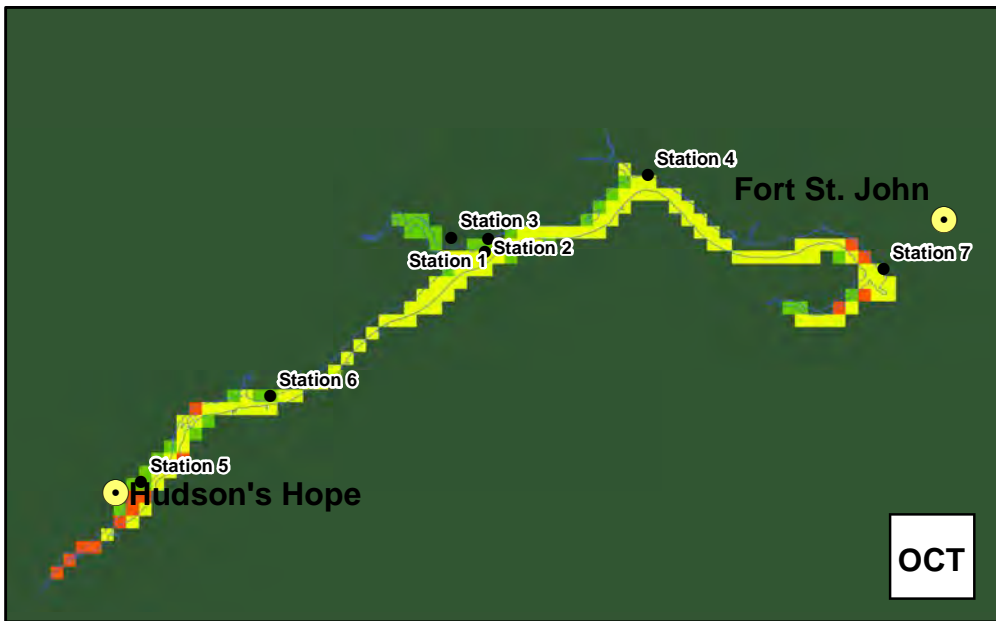 Station 4
Fort St. John
Station 3
Station 2
Station 1
Station 7
Station 6
Station 5
Hudson's Hope
OCT